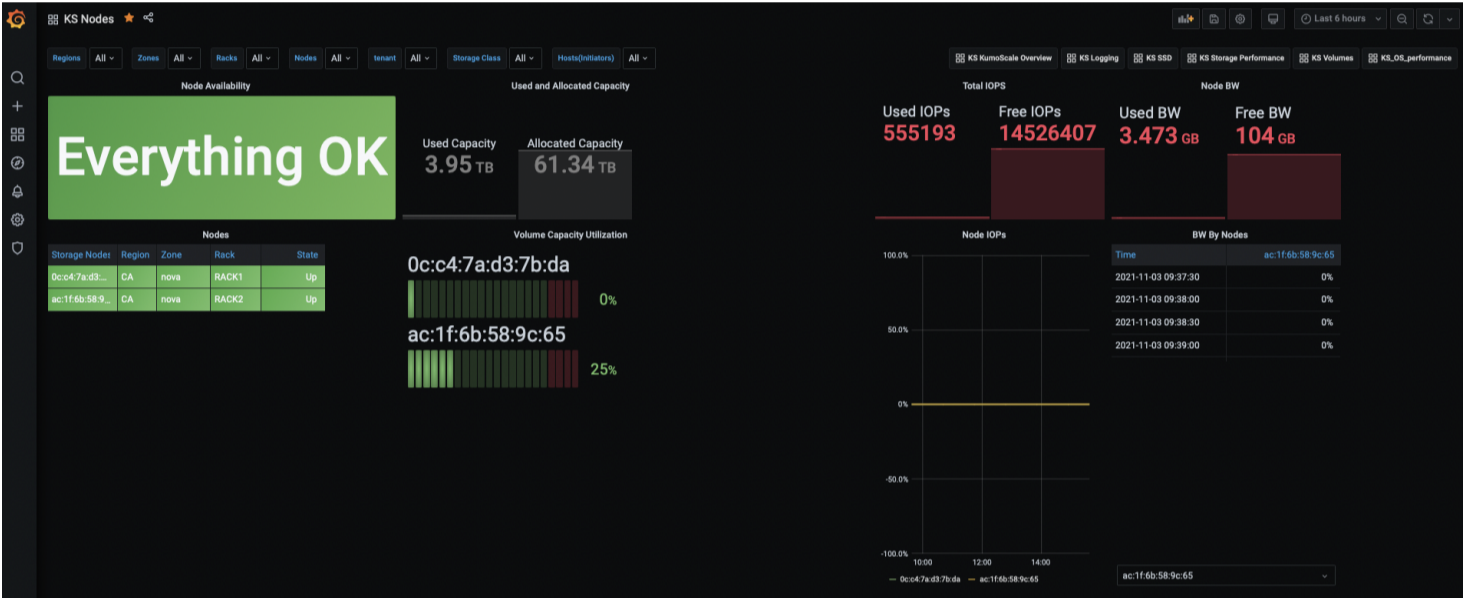 KS Nodes
Last 6 hours
Regions All Zones All Racks All Nodes All tenant All Storage Class All Hosts(Initiators) All
KS KumoScale Overview KS Logging KS SSD KS Storage Performance KS Volumes KS_OS_performance
Node Availability
Everything OK
Used and Allocated Capacity
Used Capacity Allocated Capacity
3.95 TB 61.34 TB
Total IOPS
Used IOPs Free IOPs
555193 14526407
Node BW
Used BW Free BW
3.473 GB 104 GB
Nodes
Storage Nodes Region Zone Rack State
0c:c4:7a:d3:... CA nova RACK1 Up
ac:1f:6b:58:9... CA nova RACK2 Up
Volume Capacity Utilization
0c:c4:7a:d3:7b:da
0%
ac:1f:6b:58:9c:65
25%
Node IOPs
100.0%
50.0%
0%
-50.0%
-100.0%
10:00 12:00 14:00
0c:c4:7a:d3:7b:da ac:1f:6b:58:9c:65
BW By Nodes
Time ac:1f:6b:58:9c:65
2021-11-03 09:37:30 0%
2021-11-03 09:38:00 0%
2021-11-03 09:38:30 0%
2021-11-03 09:39:00 0%
ac:1f:6b:58:9c:65